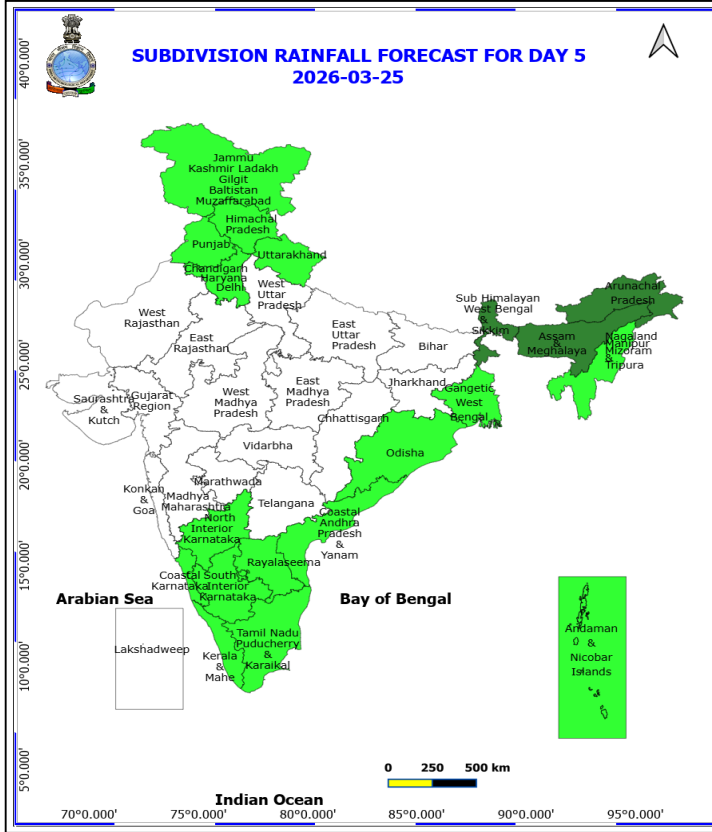 SUBDIVISION RAINFALL FORECAST FOR DAY 5
2026-03-25
40°0.000'
35°0.000'
30°0.000'
25°0.000'
20°0.000'
15°0.000'
10°0.000'
5°0.000'
Jammu
Kashmir Ladakh
Gilgit
Baltistan
Muzaffarabad
Himachal
Pradesh
Punjab
Uttarakhand
Chandigarh
Haryana
Delhi
West
Uttar
Pradesh
West
Rajasthan
East
Rajasthan
East
Uttar
Pradesh
Bihar
Sub Himalayan
West Bengal
&
Sikkim
Arunachal
Pradesh
Assam
&
Meghalaya
Nagaland
Manipur
Mizoram
&
Tripura
Saurashtra
&
Kutch
Gujarat
Region
West
Madhya
Pradesh
East
Madhya
Pradesh
Jharkhand
Gangetic
West
Bengal
Chhattisgarh
Odisha
Vidarbha
Konkan
&
Goa
Madhya
Maharashtra
Marathwada
Telangana
North
Interior
Karnataka
Coastal
Andhra
Pradesh
&
Yanam
Rayalaseema
Coastal
Karnataka
South
Interior
Karnataka
Arabian Sea
Bay of Bengal
Lakshadweep
Kerala
&
Mahe
Tamil Nadu
Puducherry
&
Karaikal
Andaman
&
Nicobar
Islands
0 250 500 km
Indian Ocean
70°0.000' 75°0.000' 80°0.000' 85°0.000' 90°0.000' 95°0.000'